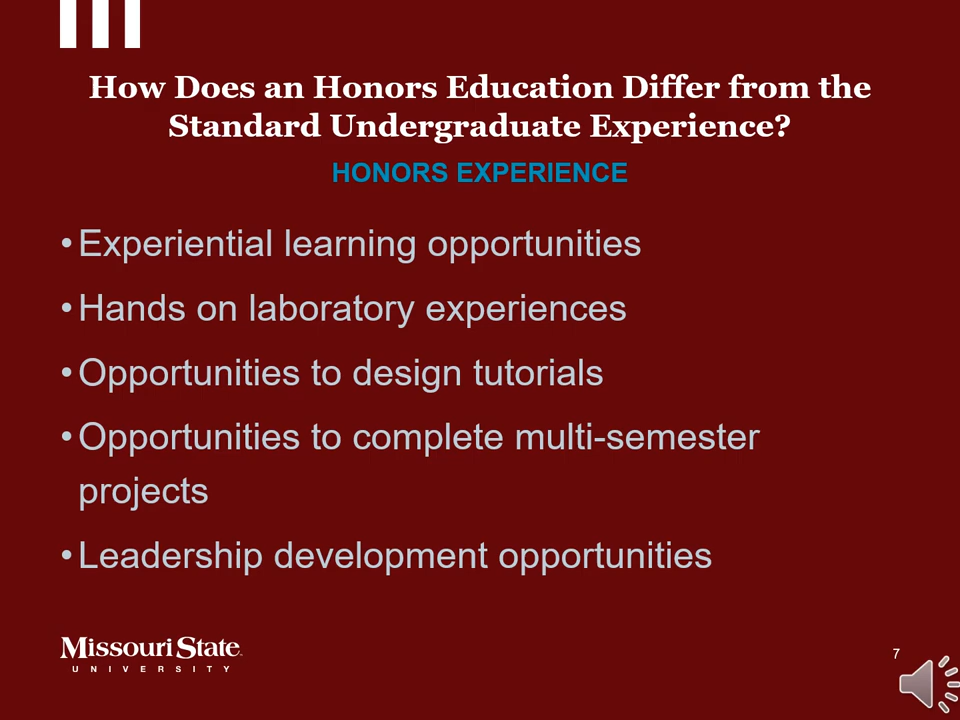 How Does an Honors Education Differ from the
Standard Undergraduate Experience?
HONORS EXPERIENCE
• Experiential learning opportunities
• Hands on laboratory experiences
• Opportunities to design tutorials
• Opportunities to complete multi-semester
projects
• Leadership development opportunities
Missouri State
UNIVERSITY
7